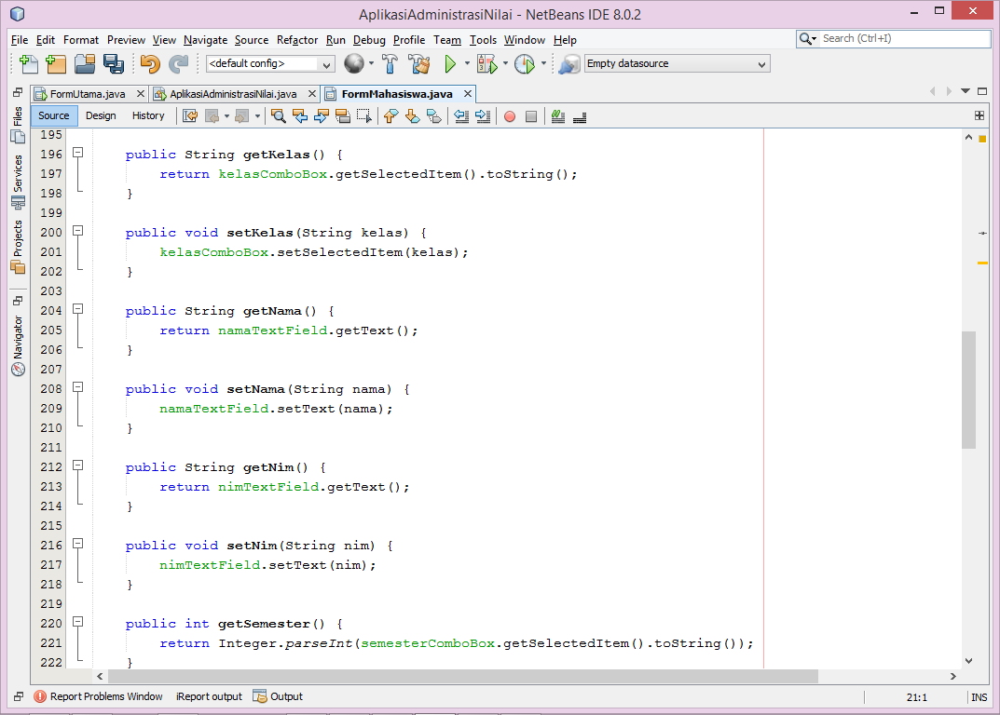 AplikasiAdministrasiNilai - NetBeans IDE 8.0.2
File Edit Format Preview View Navigate Source Refactor Run Debug Profile Team Tools Window Help
Search (Ctrl+I)
<default config>
Empty datasource
FormUtama.java
AplikasiAdministrasiNilai.java
FormMahasiswa.java
Source Design History
Files
Services
Projects
Navigator
195
196 public String getKelas() {
197 return kelasComboBox.getSelectedItem().toString();
198 }
199
200 public void setKelas(String kelas) {
201 kelasComboBox.setSelectedItem(kelas);
202 }
203
204 public String getNama() {
205 return namaTextField.getText();
206 }
207
208 public void setNama(String nama) {
209 namaTextField.setText(nama);
210 }
211
212 public String getNim() {
213 return nimTextField.getText();
214 }
215
216 public void setNim(String nim) {
217 nimTextField.setText(nim);
218 }
219
220 public int getSemester() {
221 return Integer.parseInt(semesterComboBox.getSelectedItem().toString());
222 }
Report Problems Window iReport output Output
21:1 INS